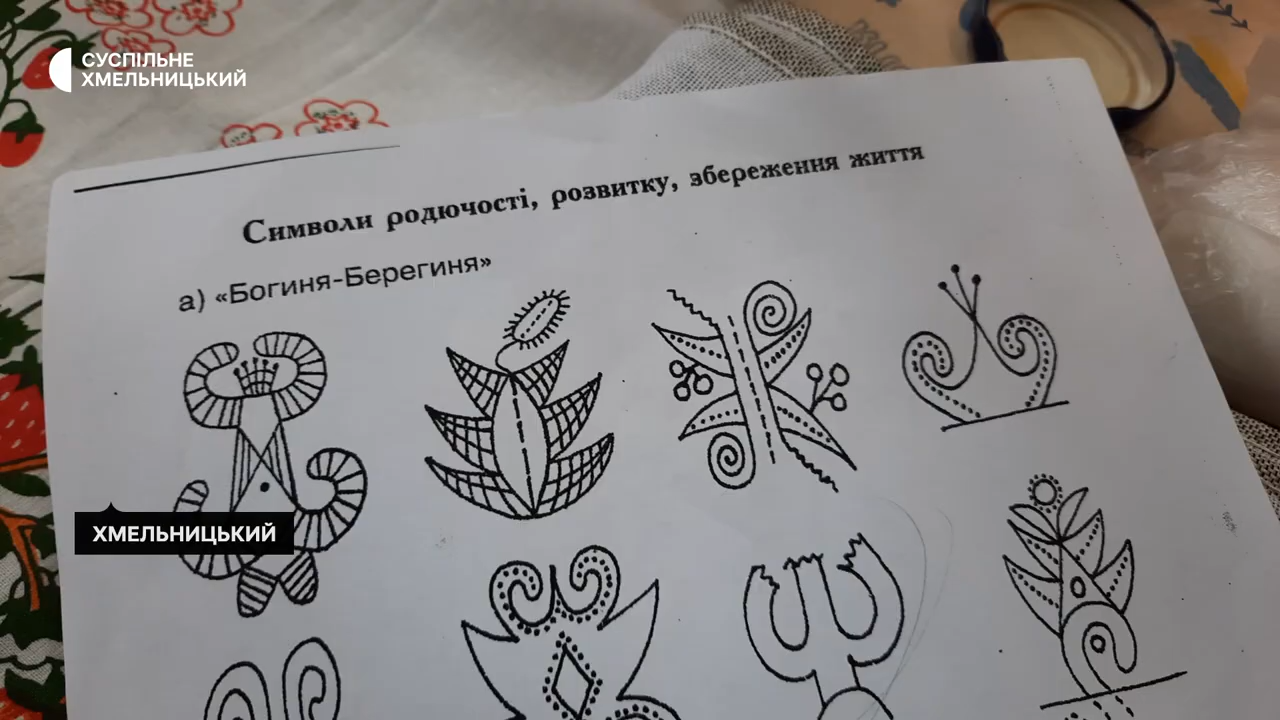 СУСПІЛЬНЕ
ХМЕЛЬНИЦЬКИЙ
Символи родючості, розвитку, збереження життя
а) «Богиня-Берегиня»
ХМЕЛЬНИЦЬКИЙ